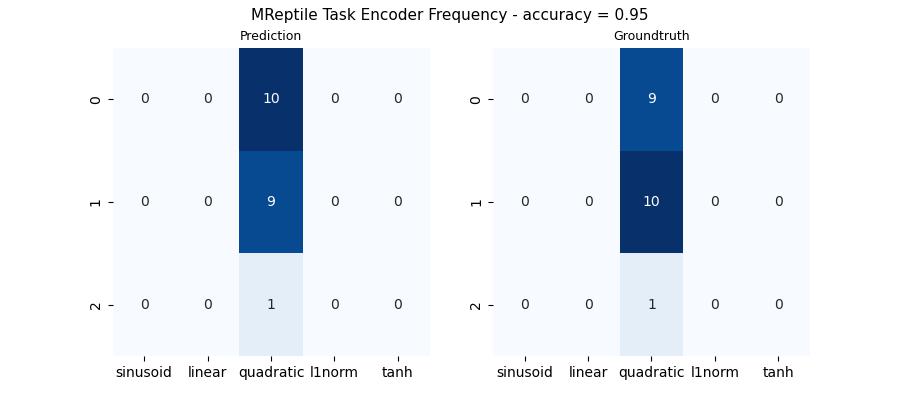 MReptile Task Encoder Frequency - accuracy = 0.95
Prediction
0 0 0 10 0 0
1 0 0 9 0 0
2 0 0 1 0 0
sinusoid linear quadratic l1norm tanh
Groundtruth
0 0 0 9 0 0
1 0 0 10 0 0
2 0 0 1 0 0
sinusoid linear quadratic l1norm tanh